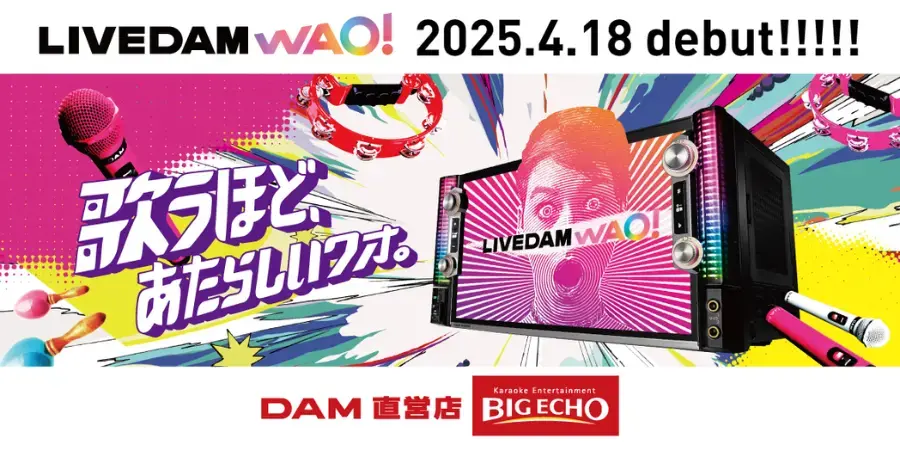 LIVEDAM WAO! 2025.4.18 debut!!!!!
DAM
歌うほど、
あたらしいワオ。
LIVEDAM WAO!
DAM 直営店
Karaoke Entertainment
BIG ECHO